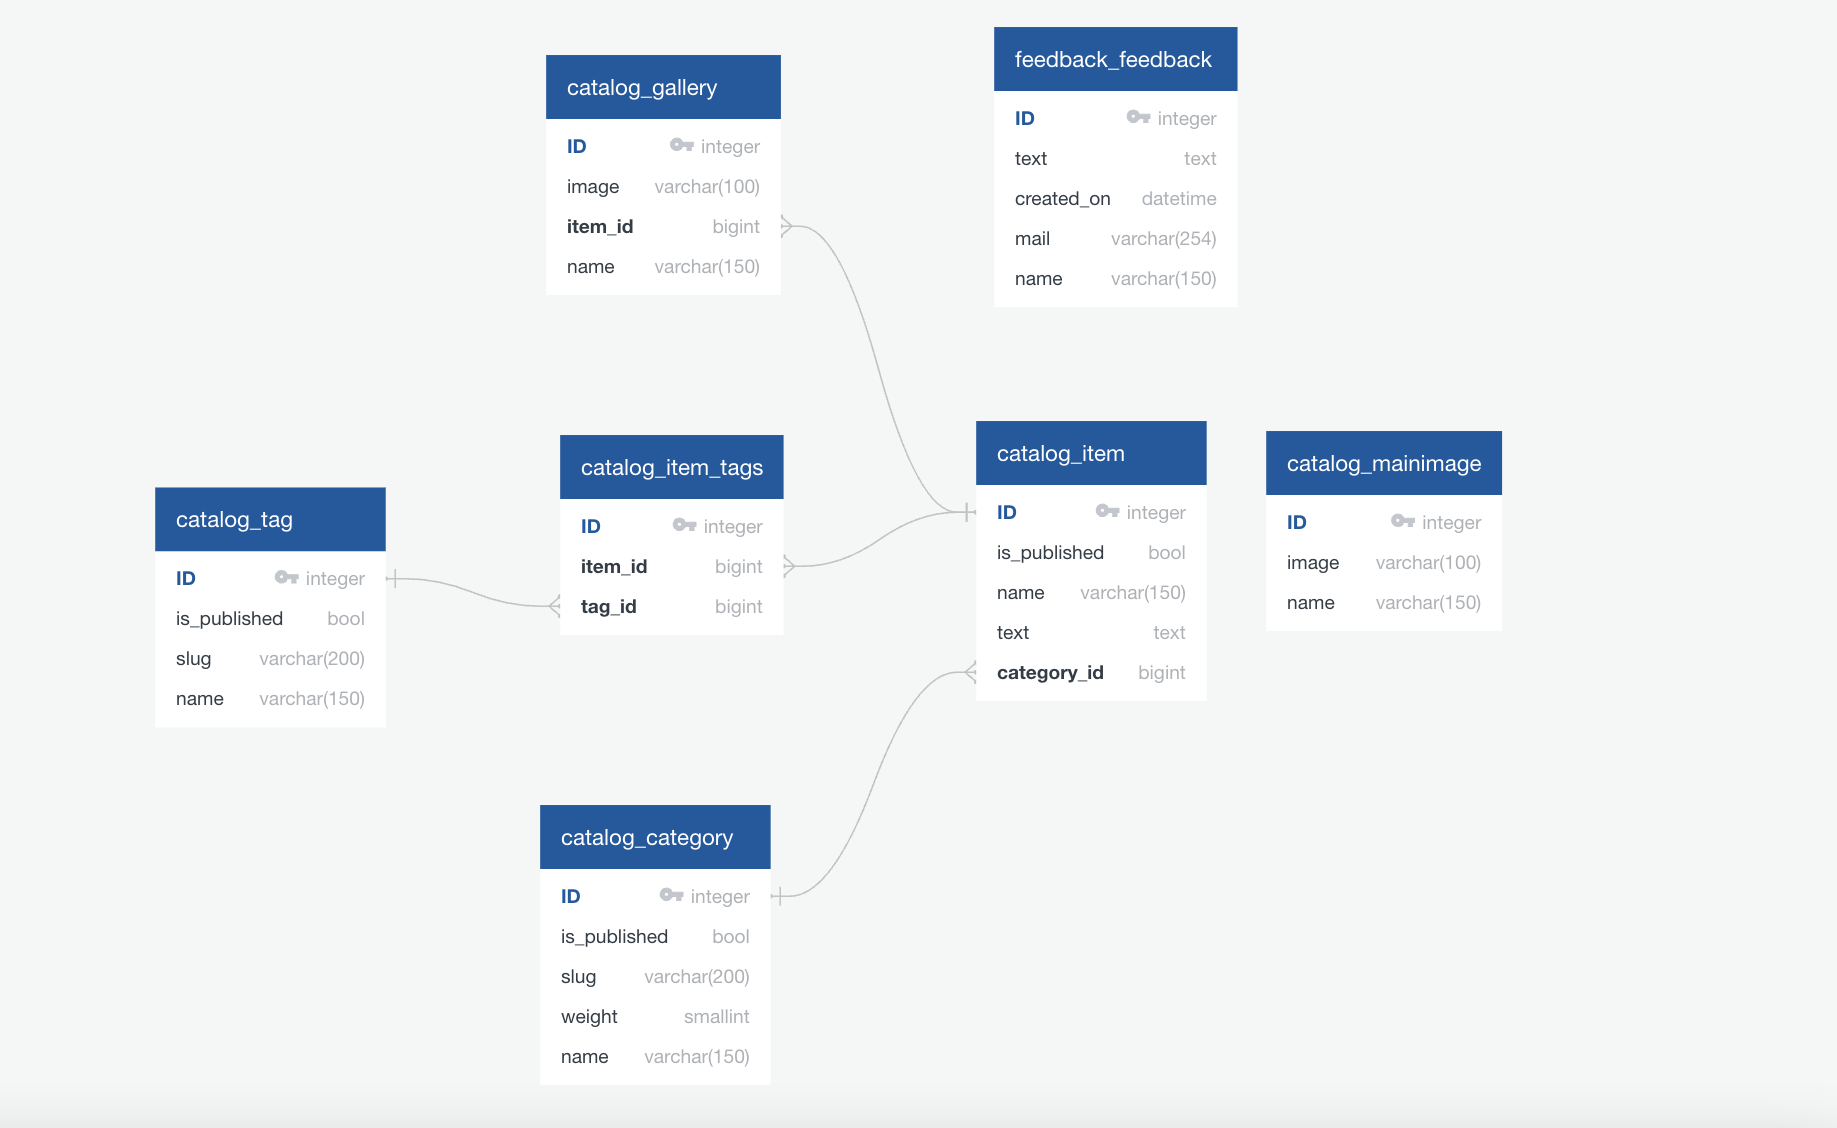 catalog_gallery
ID integer
image varchar(100)
item_id bigint
name varchar(150)
feedback_feedback
ID integer
text text
created_on datetime
mail varchar(254)
name varchar(150)
catalog_tag
ID integer
is_published bool
slug varchar(200)
name varchar(150)
catalog_item_tags
ID integer
item_id bigint
tag_id bigint
catalog_item
ID integer
is_published bool
name varchar(150)
text text
category_id bigint
catalog_mainimage
ID integer
image varchar(100)
name varchar(150)
catalog_category
ID integer
is_published bool
slug varchar(200)
weight smallint
name varchar(150)